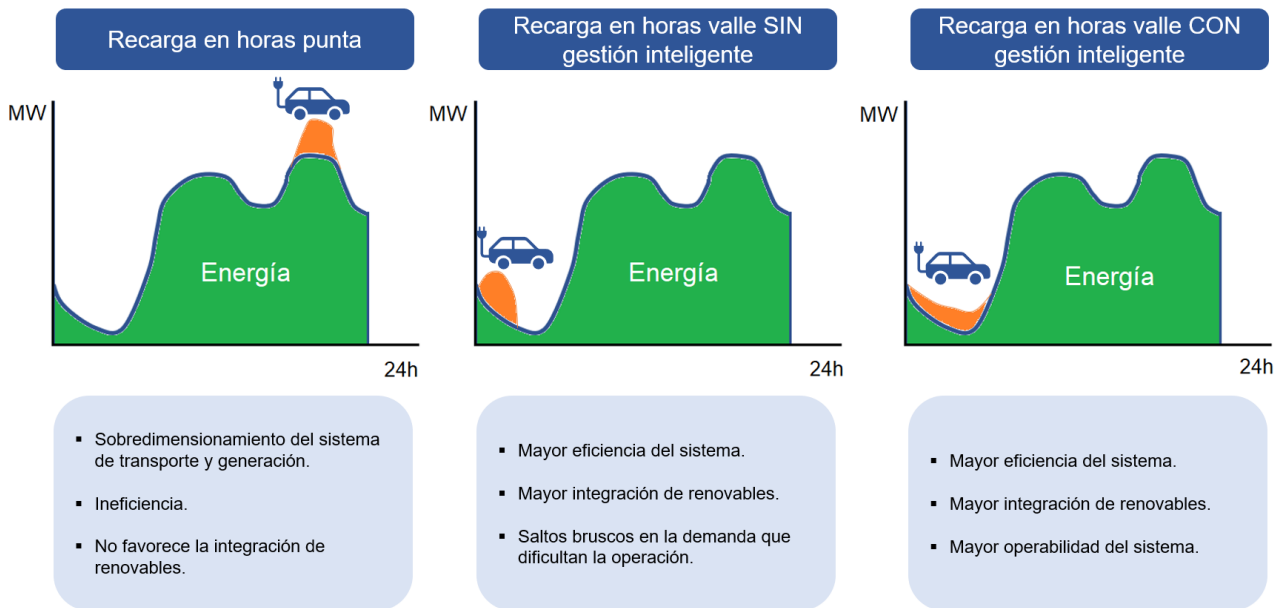 Recarga en horas punta
MW
Energía
24h
▪ Sobredimensionamiento del sistema
de transporte y generación.
▪ Ineficiencia.
▪ No favorece la integración de
renovables.
Recarga en horas valle SIN
gestión inteligente
MW
Energía
24h
▪ Mayor eficiencia del sistema.
▪ Mayor integración de renovables.
▪ Saltos bruscos en la demanda que
dificultan la operación.
Recarga en horas valle CON
gestión inteligente
MW
Energía
24h
▪ Mayor eficiencia del sistema.
▪ Mayor integración de renovables.
▪ Mayor operabilidad del sistema.